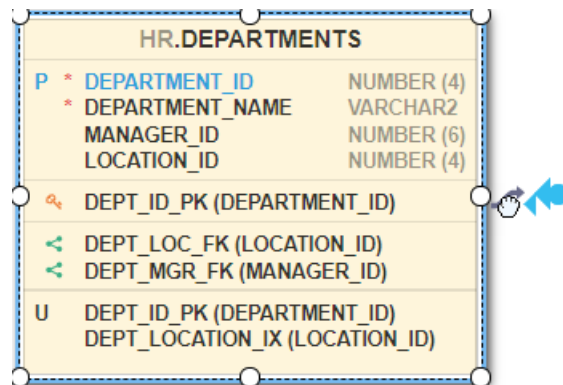 HR.DEPARTMENTS
P * DEPARTMENT_ID NUMBER (4)
* DEPARTMENT_NAME VARCHAR2
MANAGER_ID NUMBER (6)
LOCATION_ID NUMBER (4)
DEPT_ID_PK (DEPARTMENT_ID)
DEPT_LOC_FK (LOCATION_ID)
DEPT_MGR_FK (MANAGER_ID)
U DEPT_ID_PK (DEPARTMENT_ID)
DEPT_LOCATION_IX (LOCATION_ID)